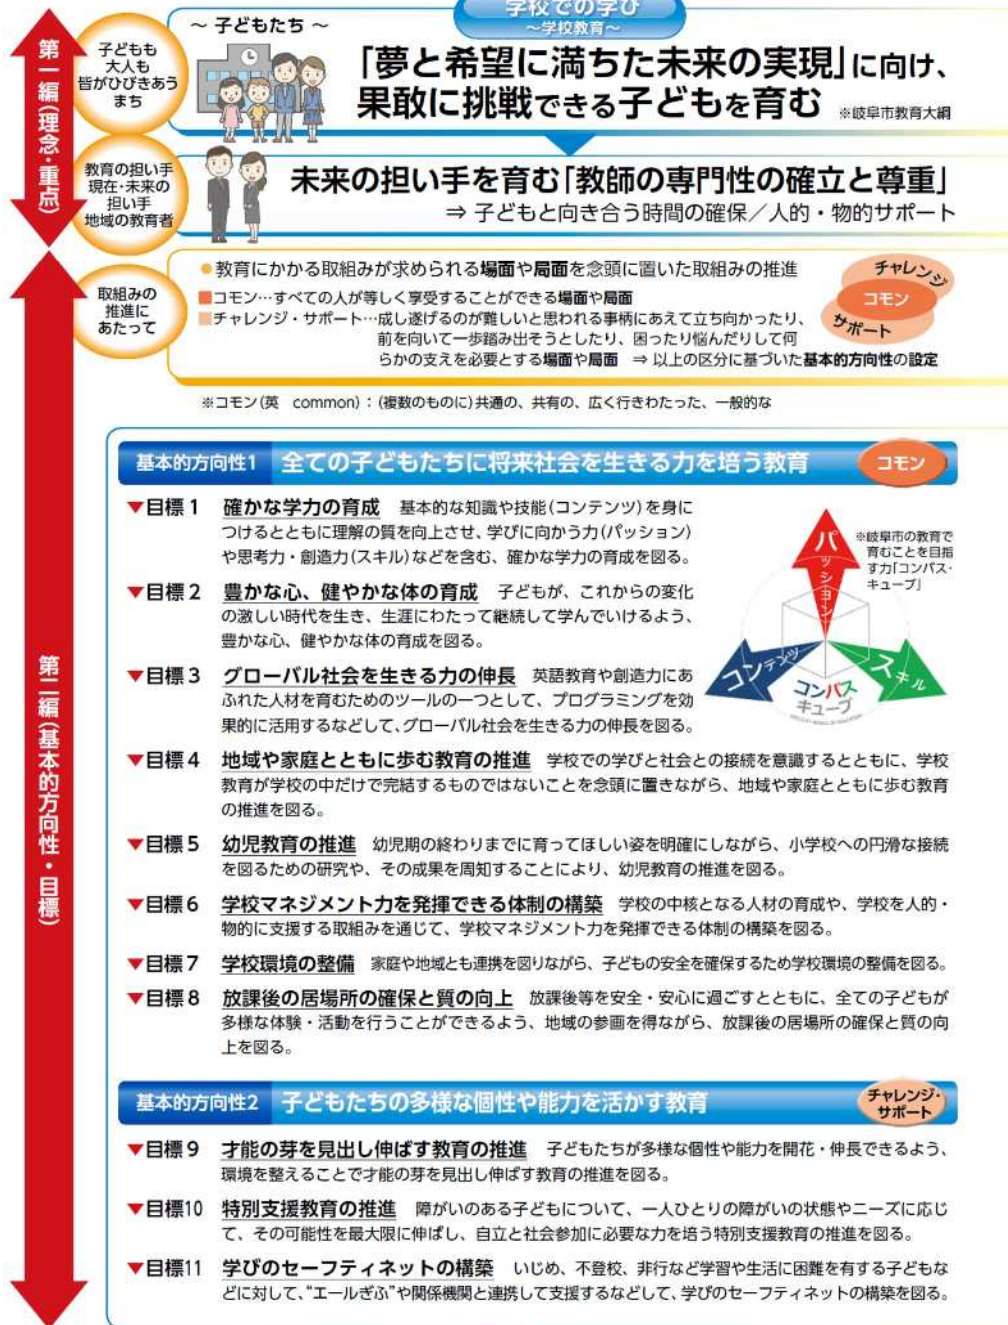 学校での学び
～学校教育～
～ 子どもたち ～
第一編(理念・重点)
子どもも
大人も
皆がひびきあう
まち
「夢と希望に満ちた未来の実現」に向け、
果敢に挑戦できる子どもを育む ※岐阜市教育大綱
教育の担い手
現在・未来の
担い手
地域の教育者
未来の担い手を育む「教師の専門性の確立と尊重」
⇒ 子どもと向き合う時間の確保／人的・物的サポート
取組みの
推進に
あたって
●教育にかかる取組みが求められる場面や局面を念頭に置いた取組みの推進
■コモン…すべての人が等しく享受することができる場面や局面
■チャレンジ・サポート…成し遂げるのが難しいと思われる事柄にあえて立ち向かったり、
前を向いて一歩踏み出そうとしたり、困ったり悩んだりして何
らかの支えを必要とする場面や局面 ⇒ 以上の区分に基づいた基本的方向性の設定
チャレンジ
コモン
サポート
※コモン(英 common)：(複数のものに)共通の、共有の、広く行きわたった、一般的な
第二編(基本的方向性・目標)
基本的方向性1 全ての子どもたちに将来社会を生きる力を培う教育 コモン
▼目標1 確かな学力の育成 基本的な知識や技能(コンテンツ)を身に
つけるとともに理解の質を向上させ、学びに向かう力(パッション)
や思考力・創造力(スキル)などを含む、確かな学力の育成を図る。
▼目標2 豊かな心、健やかな体の育成 子どもが、これからの変化
の激しい時代を生き、生涯にわたって継続して学んでいけるよう、
豊かな心、健やかな体の育成を図る。
▼目標3 グローバル社会を生きる力の伸長 英語教育や創造力にあ
ふれた人材を育むためのツールの一つとして、プログラミングを効
果的に活用するなどして、グローバル社会を生きる力の伸長を図る。
パッション
コンテンツ
スキル
コンパス
キューブ
※岐阜市の教育で
育むことを目指
す力「コンパス・
キューブ」
▼目標4 地域や家庭とともに歩む教育の推進 学校での学びと社会との接続を意識するとともに、学校
教育が学校の中だけで完結するものではないことを念頭に置きながら、地域や家庭とともに歩む教育
の推進を図る。
▼目標5 幼児教育の推進 幼児期の終わりまでに育ってほしい姿を明確にしながら、小学校への円滑な接続
を図るための研究や、その成果を周知することにより、幼児教育の推進を図る。
▼目標6 学校マネジメント力を発揮できる体制の構築 学校の中核となる人材の育成や、学校を人的・
物的に支援する取組みを通じて、学校マネジメント力を発揮できる体制の構築を図る。
▼目標7 学校環境の整備 家庭や地域とも連携を図りながら、子どもの安全を確保するため学校環境の整備を図る。
▼目標8 放課後の居場所の確保と質の向上 放課後等を安全・安心に過ごすとともに、全ての子どもが
多様な体験・活動を行うことができるよう、地域の参画を得ながら、放課後の居場所の確保と質の向
上を図る。
基本的方向性2 子どもたちの多様な個性や能力を活かす教育
チャレンジ・
サポート
▼目標9 才能の芽を見出し伸ばす教育の推進 子どもたちが多様な個性や能力を開花・伸長できるよう、
環境を整えることで才能の芽を見出し伸ばす教育の推進を図る。
▼目標10 特別支援教育の推進 障がいのある子どもについて、一人ひとりの障がいの状態やニーズに応じ
て、その可能性を最大限に伸ばし、自立と社会参加に必要な力を培う特別支援教育の推進を図る。
▼目標11 学びのセーフティネットの構築 いじめ、不登校、非行など学習や生活に困難を有する子どもな
どに対して、“エールぎふ”や関係機関と連携して支援するなどして、学びのセーフティネットの構築を図る。